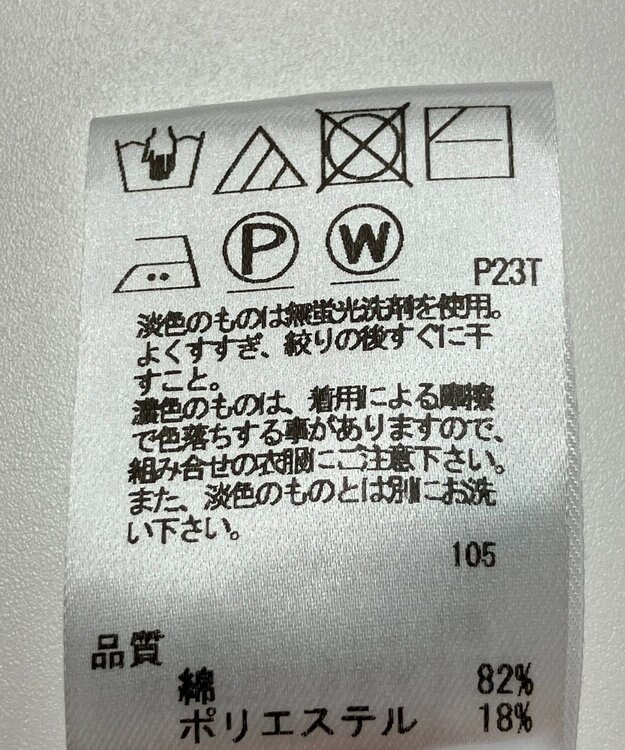 P W
P23T
淡色のものは無蛍光洗剤を使用。
よくすすぎ、絞りの後すぐに干
すこと。
濃色のものは、着用による摩擦
で色落ちする事がありますので、
組み合せの衣服にご注意下さい。
また、淡色のものとは別にお洗
い下さい。
105
品質
綿 82%
ポリエステル 18%